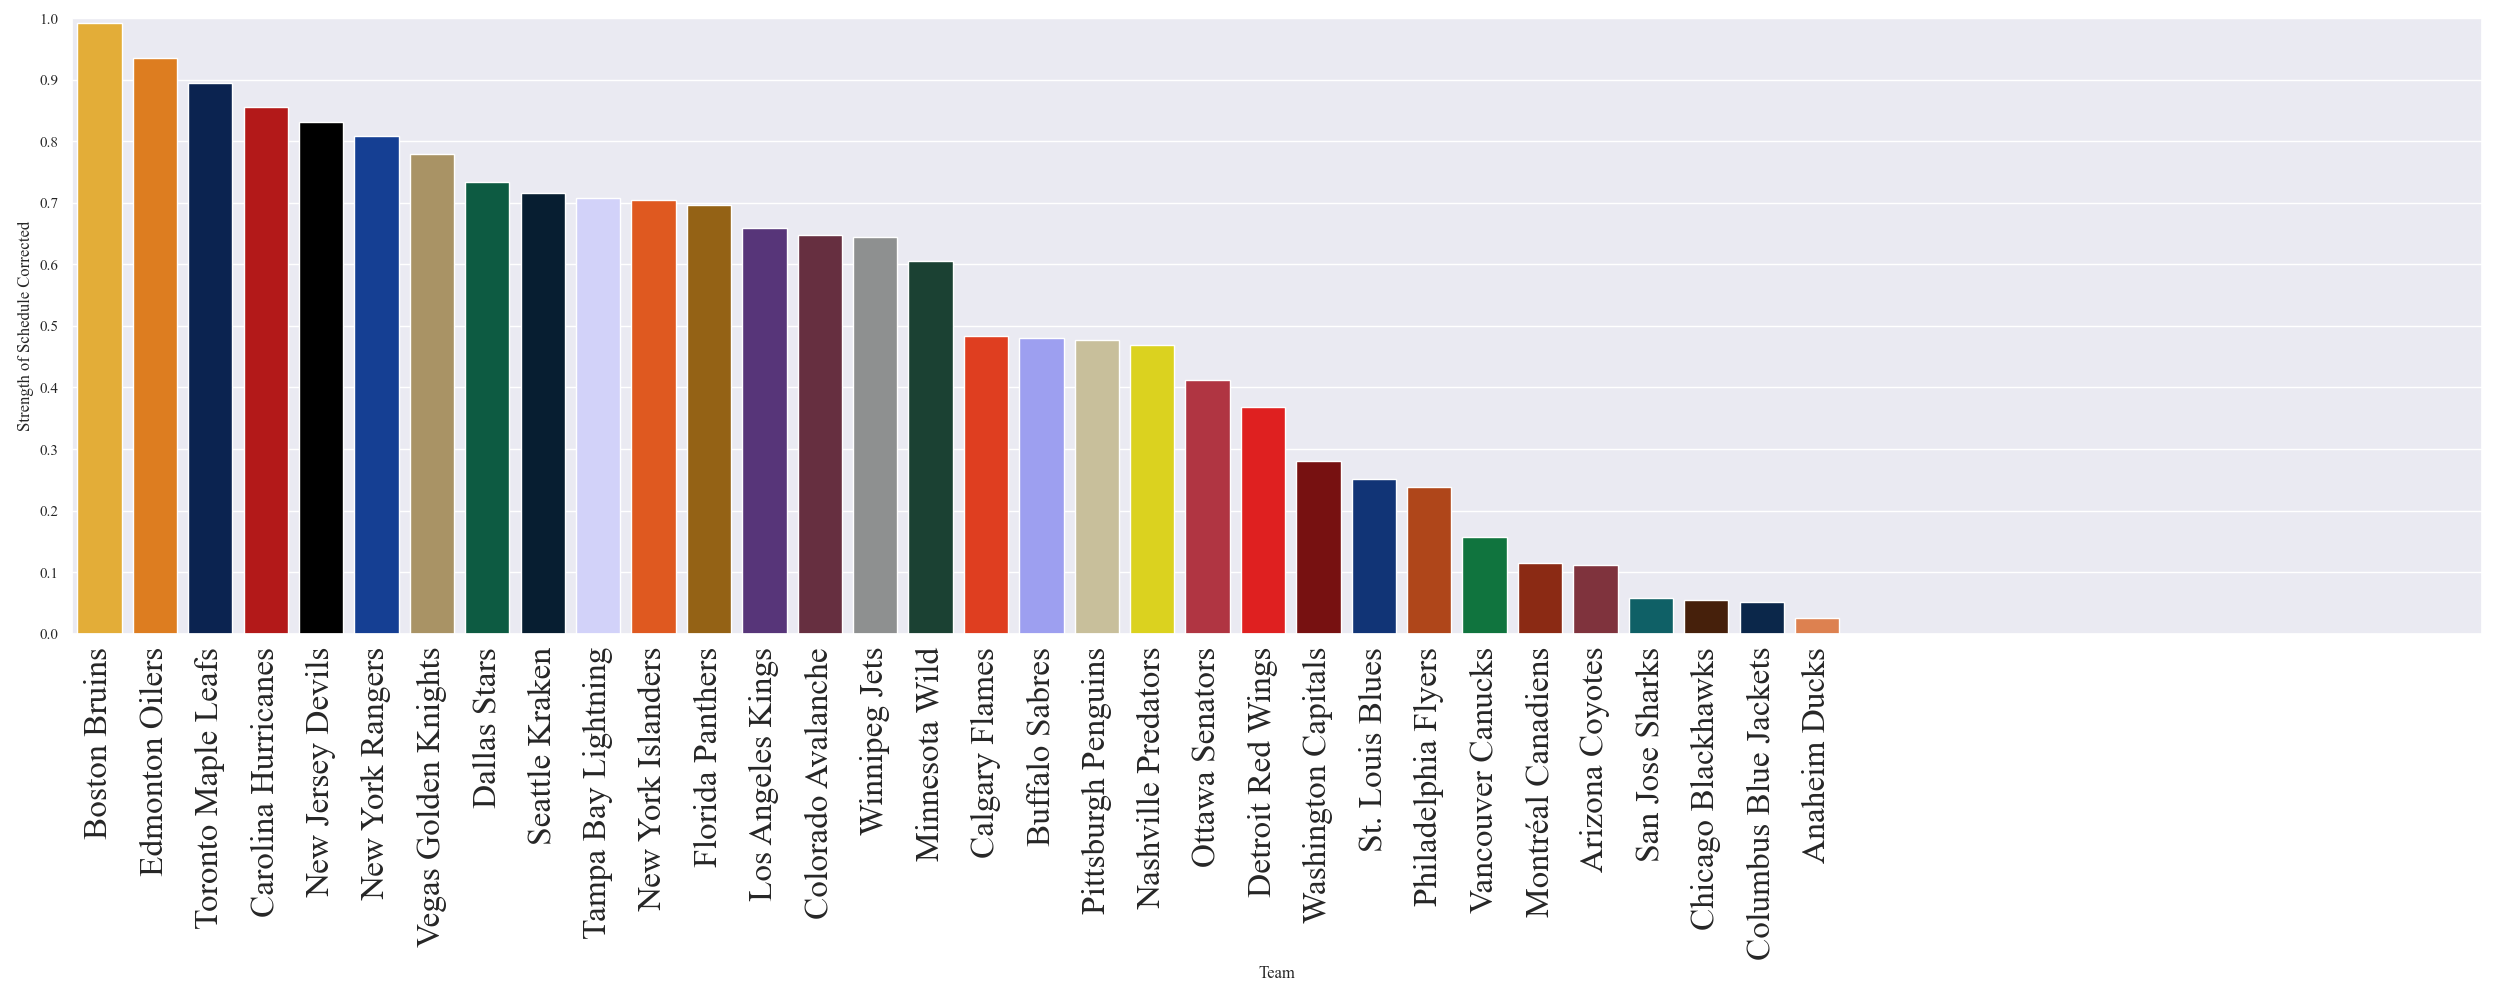 1.0
0.9
0.8
0.7
0.6
0.5
0.4
0.3
0.2
0.1
0.0
Strength of Schedule Corrected
Boston Bruins
Edmonton Oilers
Toronto Maple Leafs
Carolina Hurricanes
New Jersey Devils
New York Rangers
Vegas Golden Knights
Dallas Stars
Seattle Kraken
Tampa Bay Lightning
New York Islanders
Florida Panthers
Los Angeles Kings
Colorado Avalanche
Winnipeg Jets
Minnesota Wild
Calgary Flames
Buffalo Sabres
Pittsburgh Penguins
Nashville Predators
Ottawa Senators
Detroit Red Wings
Washington Capitals
St. Louis Blues
Philadelphia Flyers
Vancouver Canucks
Montréal Canadiens
Arizona Coyotes
San Jose Sharks
Chicago Blackhawks
Columbus Blue Jackets
Anaheim Ducks
Team